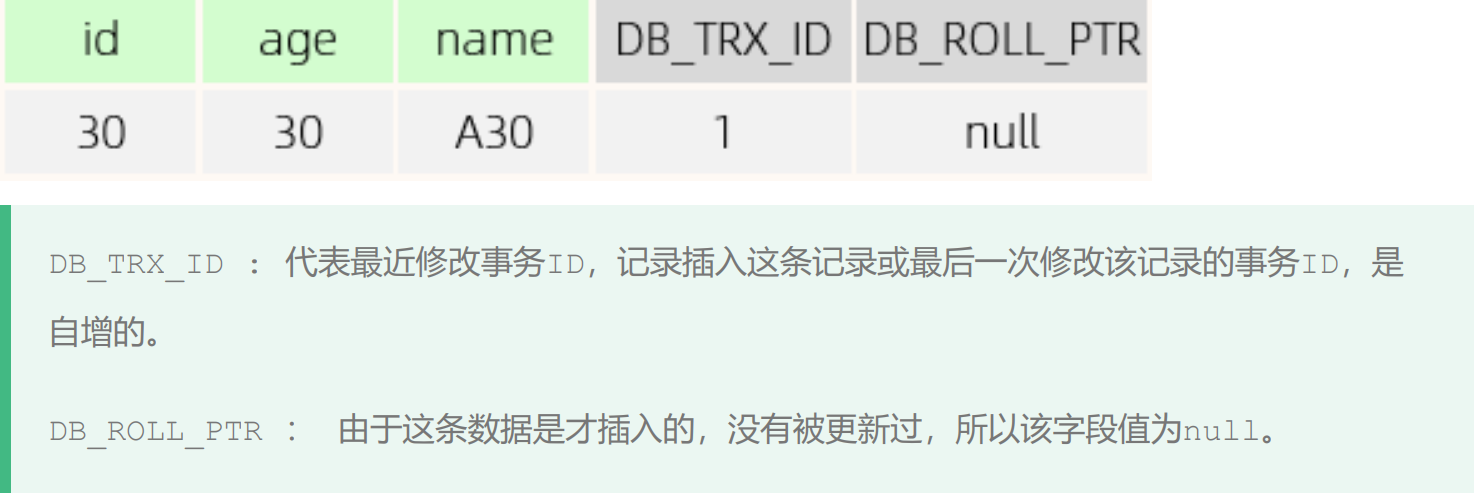 id age name DB_TRX_ID DB_ROLL_PTR
30 30 A30 1 null
DB_TRX_ID : 代表最近修改事务ID，记录插入这条记录或最后一次修改该记录的事务ID，是
自增的。
DB_ROLL_PTR ： 由于这条数据是才插入的，没有被更新过，所以该字段值为null。